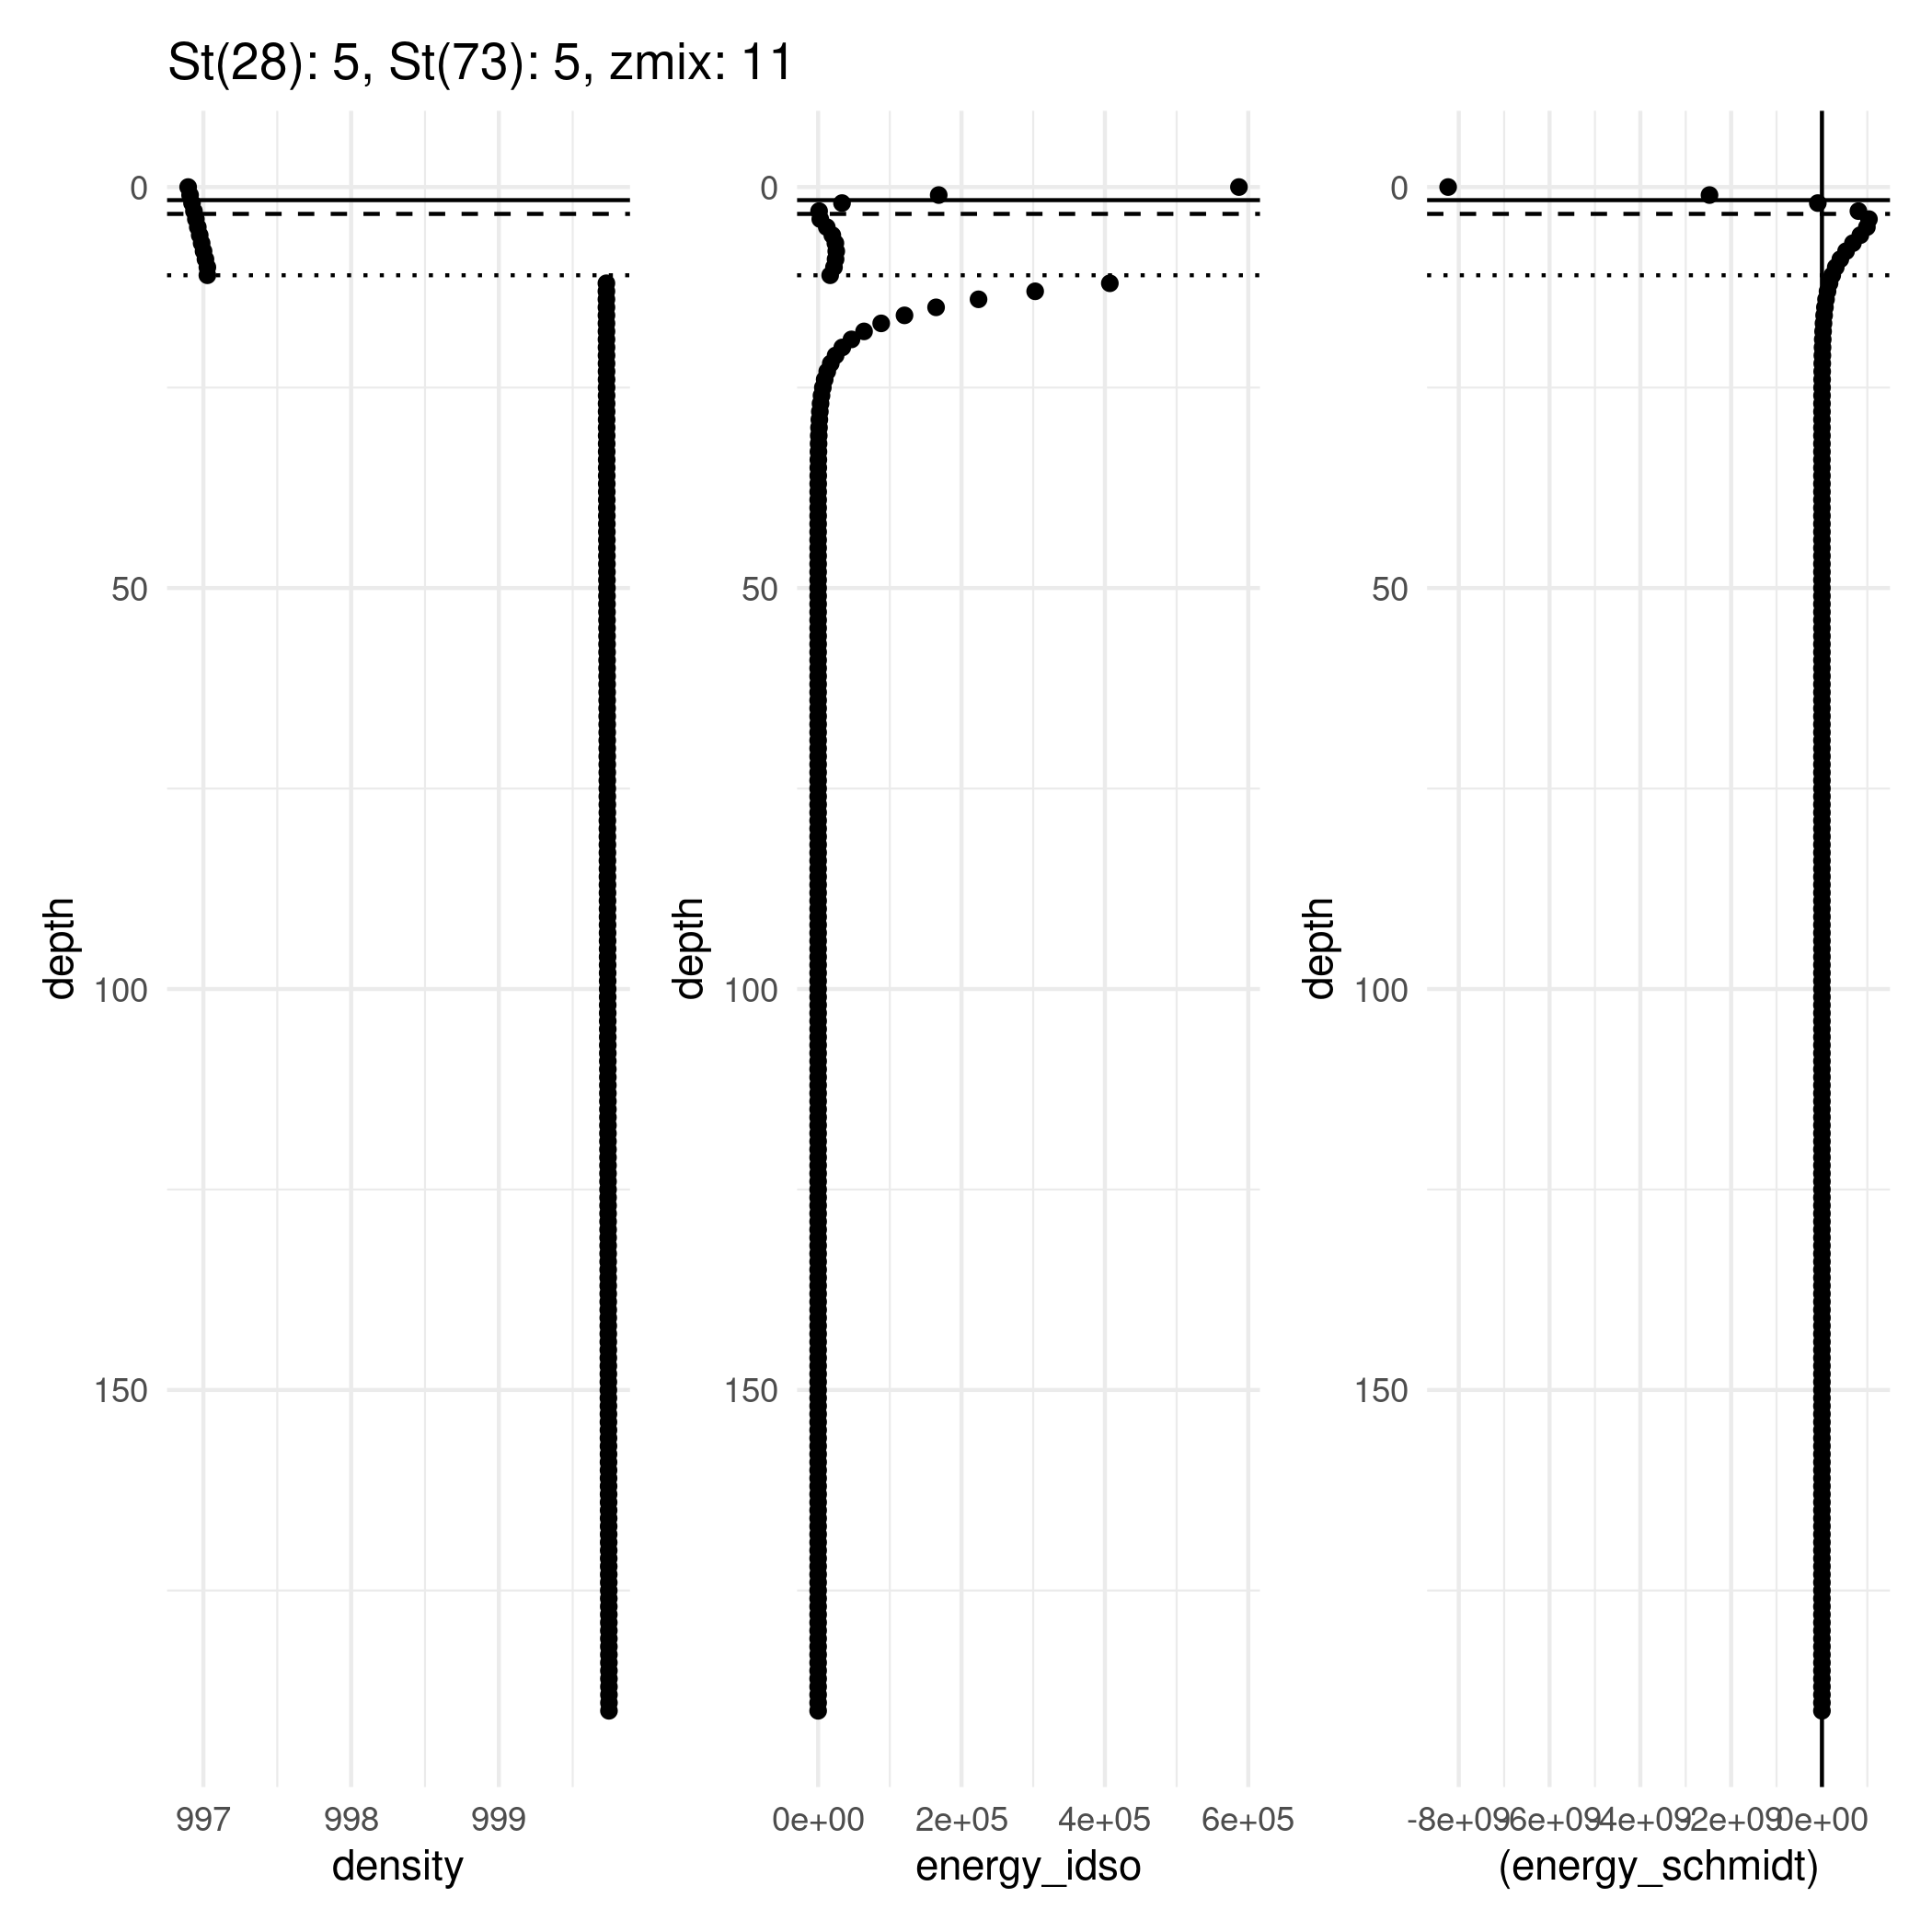 St(28): 5, St(73): 5, zmix: 11
0
50
100
150
depth
997 998 999
density
0
50
100
150
depth
0e+00 2e+05 4e+05 6e+05
energy_idso
0
50
100
150
depth
-8e+09 -6e+09 -4e+09 -2e+09 0e+00
(energy_schmidt)